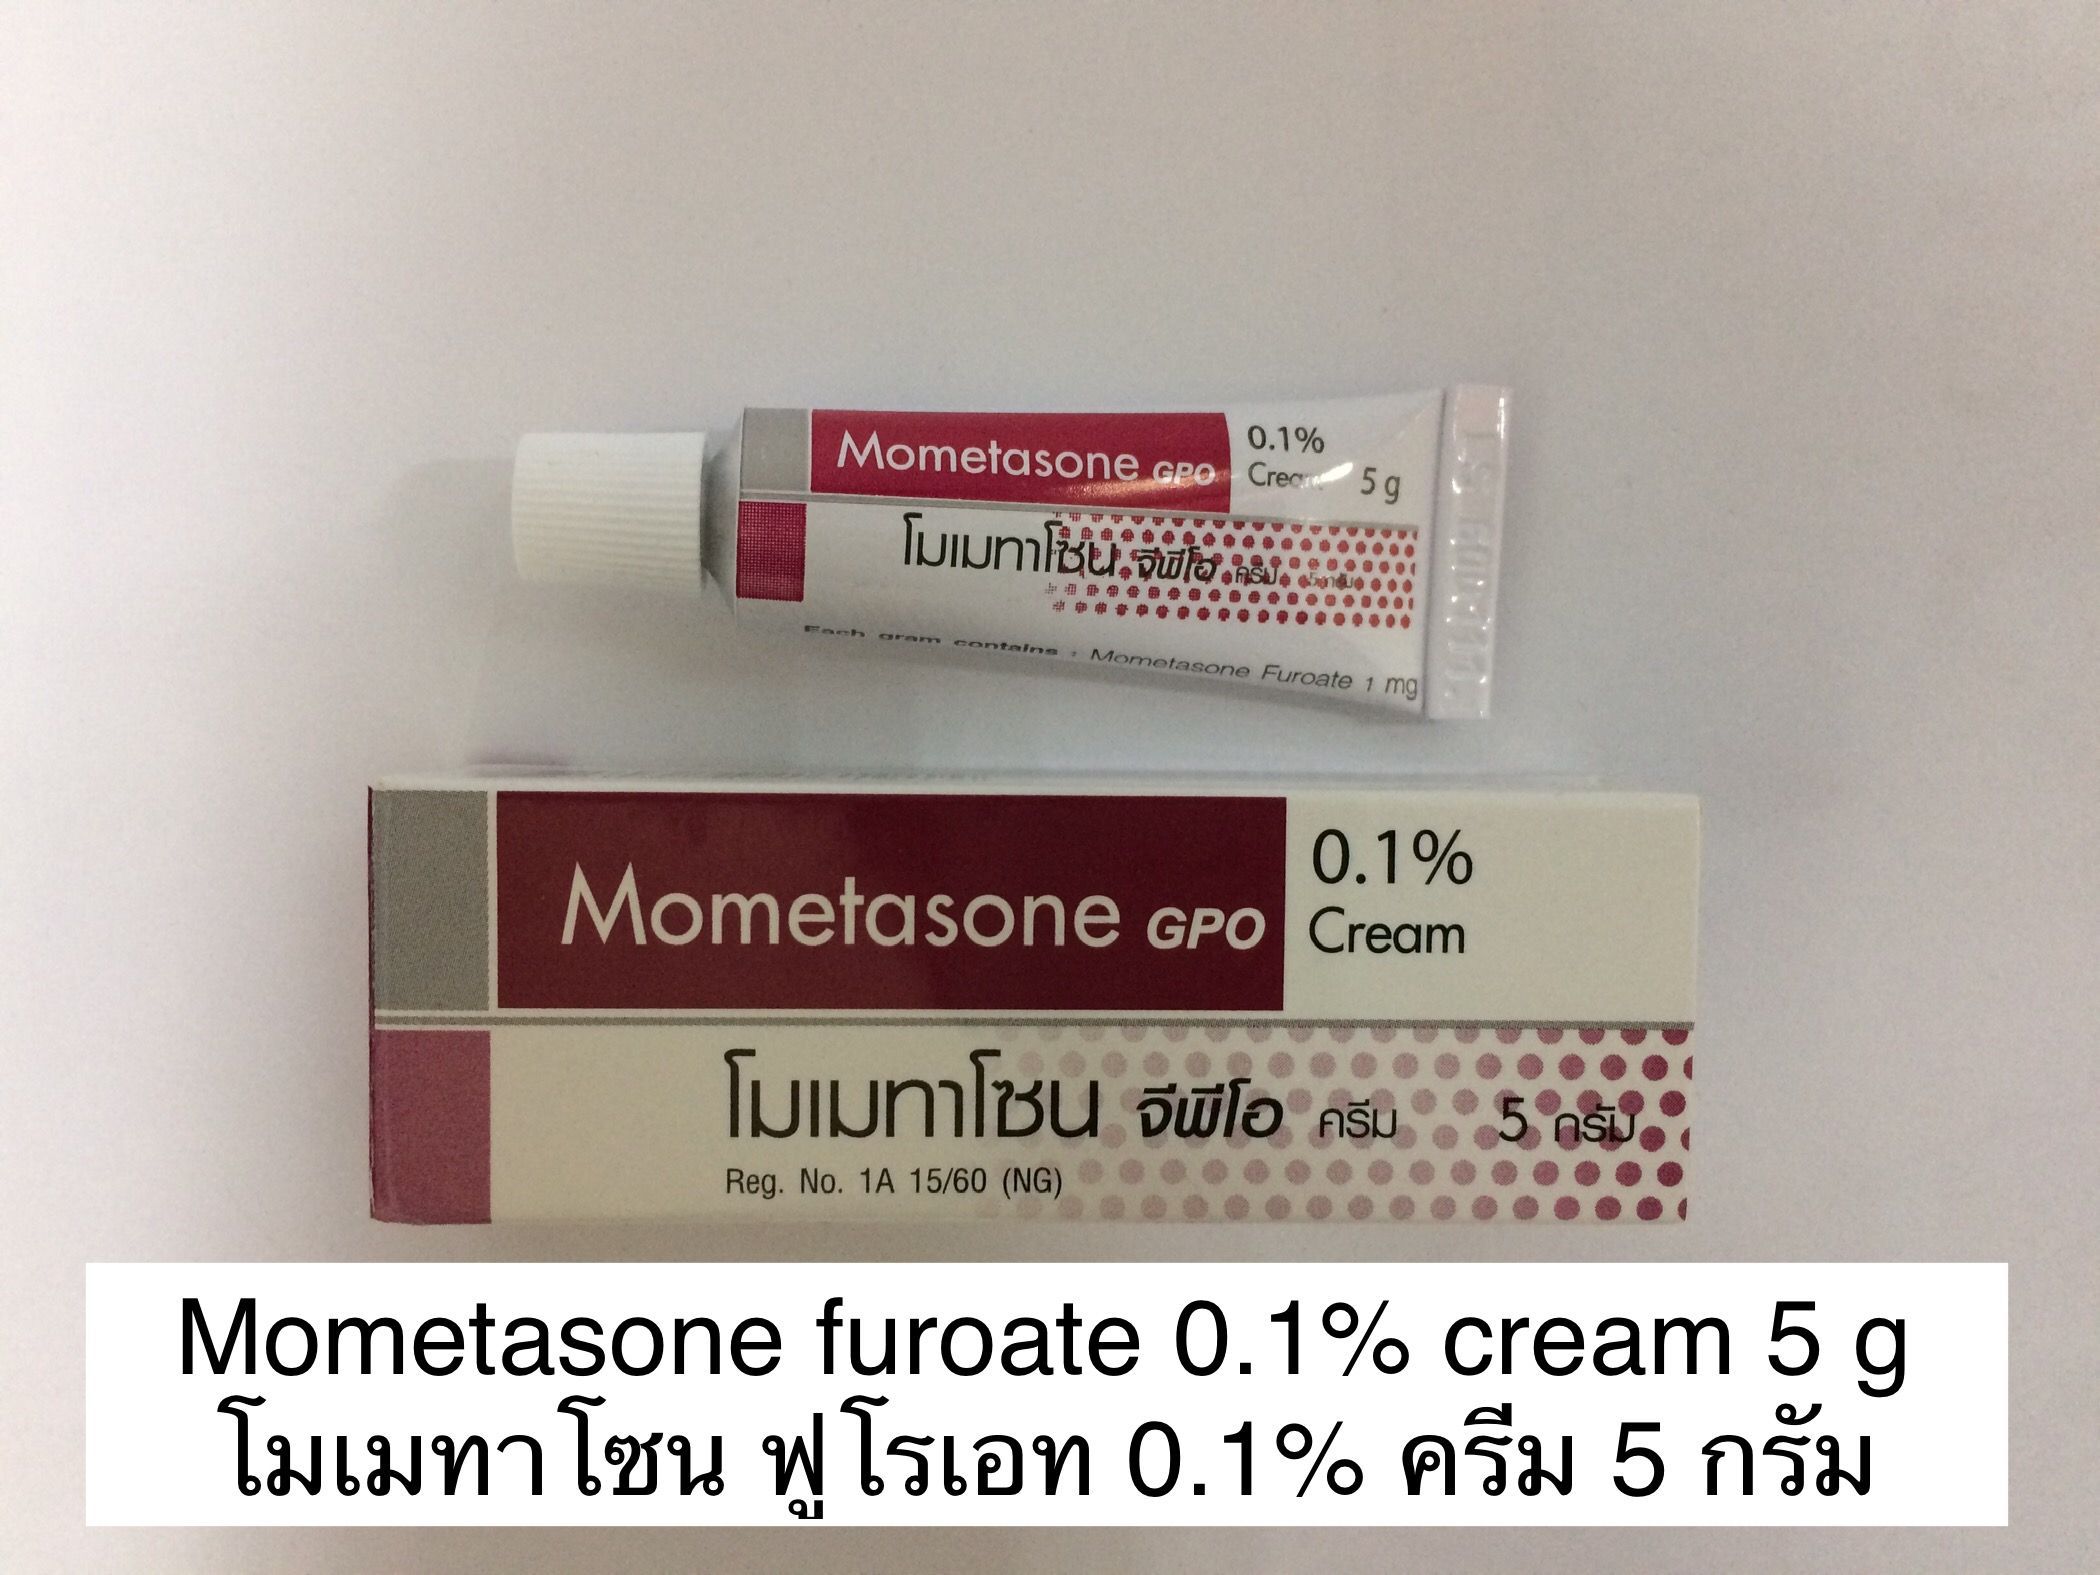 Mometasone GPO 0.1%
Cream 5 g
โมเมทาโซน จีพีโอ ครีม 5 กรัม
Each gram contains : Mometasone Furoate 1 mg
Mometasone GPO 0.1%
Cream
โมเมทาโซน จีพีโอ ครีม 5 กรัม
Reg. No. 1A 15/60 (NG)
Mometasone furoate 0.1% cream 5 g
โมเมทาโซน ฟูโรเอท 0.1% ครีม 5 กรัม